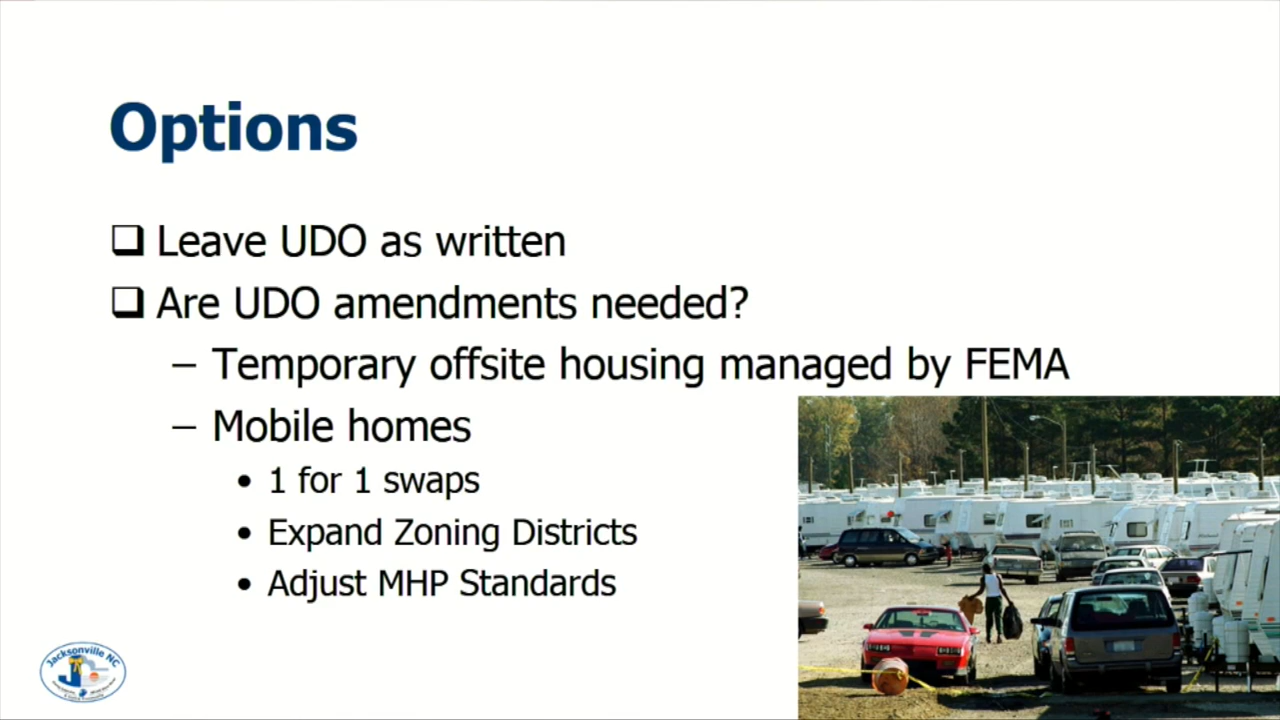 Options
❑ Leave UDO as written
❑ Are UDO amendments needed?
– Temporary offsite housing managed by FEMA
– Mobile homes
• 1 for 1 swaps
• Expand Zoning Districts
• Adjust MHP Standards
Jacksonville NC